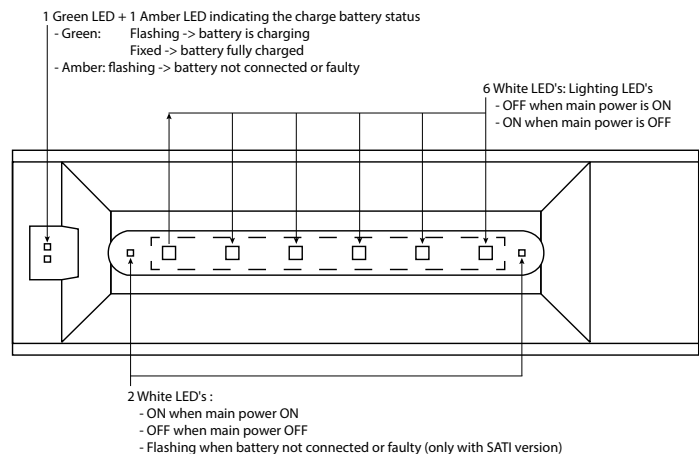 1 Green LED + 1 Amber LED indicating the charge battery status
- Green: Flashing -> battery is charging
Fixed -> battery fully charged
- Amber: flashing -> battery not connected or faulty
6 White LED's: Lighting LED's
- OFF when main power is ON
- ON when main power is OFF
2 White LED's :
- ON when main power ON
- OFF when main power OFF
- Flashing when battery not connected or faulty (only with SATI version)